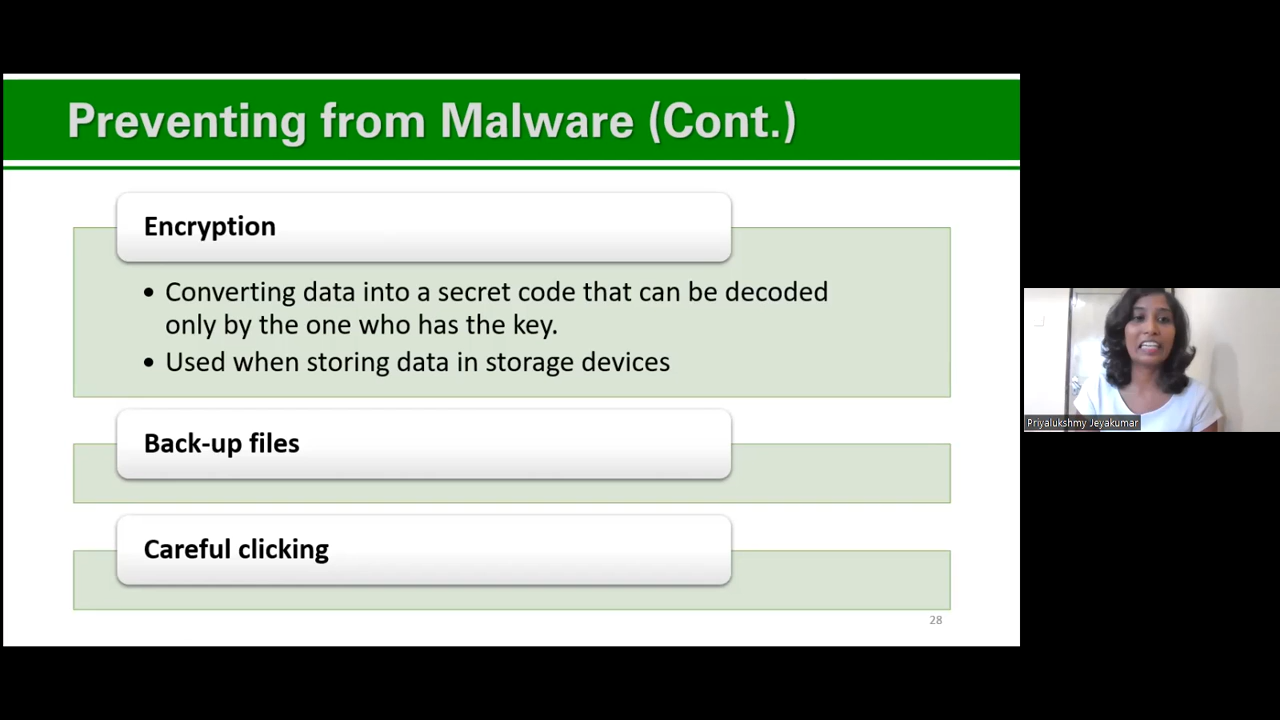 Preventing from Malware (Cont.)
Encryption
• Converting data into a secret code that can be decoded
only by the one who has the key.
• Used when storing data in storage devices
Back-up files
Careful clicking
28
Priyalukshmy Jeyakumar